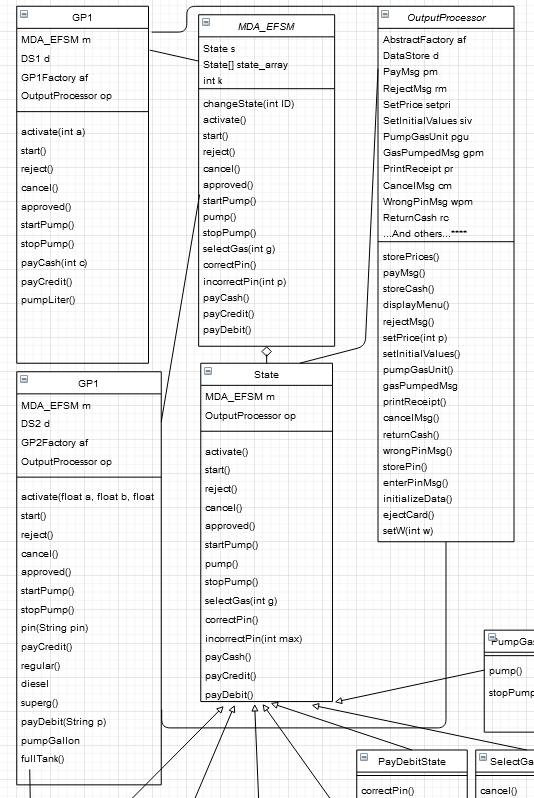 GP1
MDA_EFSM m
DS1 d
GP1Factory af
OutputProcessor op
activate(int a)
start()
reject()
cancel()
approved()
startPump()
stopPump()
payCash(int c)
payCredit()
pumpLiter()
MDA_EFSM
State s
State[] state_array
int k
changeState(int ID)
activate()
start()
reject()
cancel()
approved()
startPump()
pump()
stopPump()
selectGas(int g)
correctPin()
incorrectPin(int p)
payCash()
payCredit()
payDebit()
OutputProcessor
AbstractFactory af
DataStore d
PayMsg pm
RejectMsg rm
SetPrice setpri
SetInitialValues siv
PumpGasUnit pgu
GasPumpedMsg gpm
PrintReceipt pr
CancelMsg cm
WrongPinMsg wpm
ReturnCash rc
...And others...****
storePrices()
payMsg()
storeCash()
displayMenu()
rejectMsg()
setPrice(int p)
setInitialValues()
pumpGasUnit()
gasPumpedMsg
printReceipt()
cancelMsg()
returnCash()
wrongPinMsg()
storePin()
enterPinMsg()
initializeData()
ejectCard()
setW(int w)
GP1
MDA_EFSM m
DS2 d
GP2Factory af
OutputProcessor op
activate(float a, float b, float
start()
reject()
cancel()
approved()
startPump()
stopPump()
pin(String pin)
payCredit()
regular()
diesel
superg()
payDebit(String p)
pumpGallon
fullTank()
State
MDA_EFSM m
OutputProcessor op
activate()
start()
reject()
cancel()
approved()
startPump()
pump()
stopPump()
selectGas(int g)
correctPin()
incorrectPin(int max)
payCash()
payCredit()
payDebit()
PumpGas
pump()
stopPump
PayDebitState
correctPin()
SelectGa
cancel()